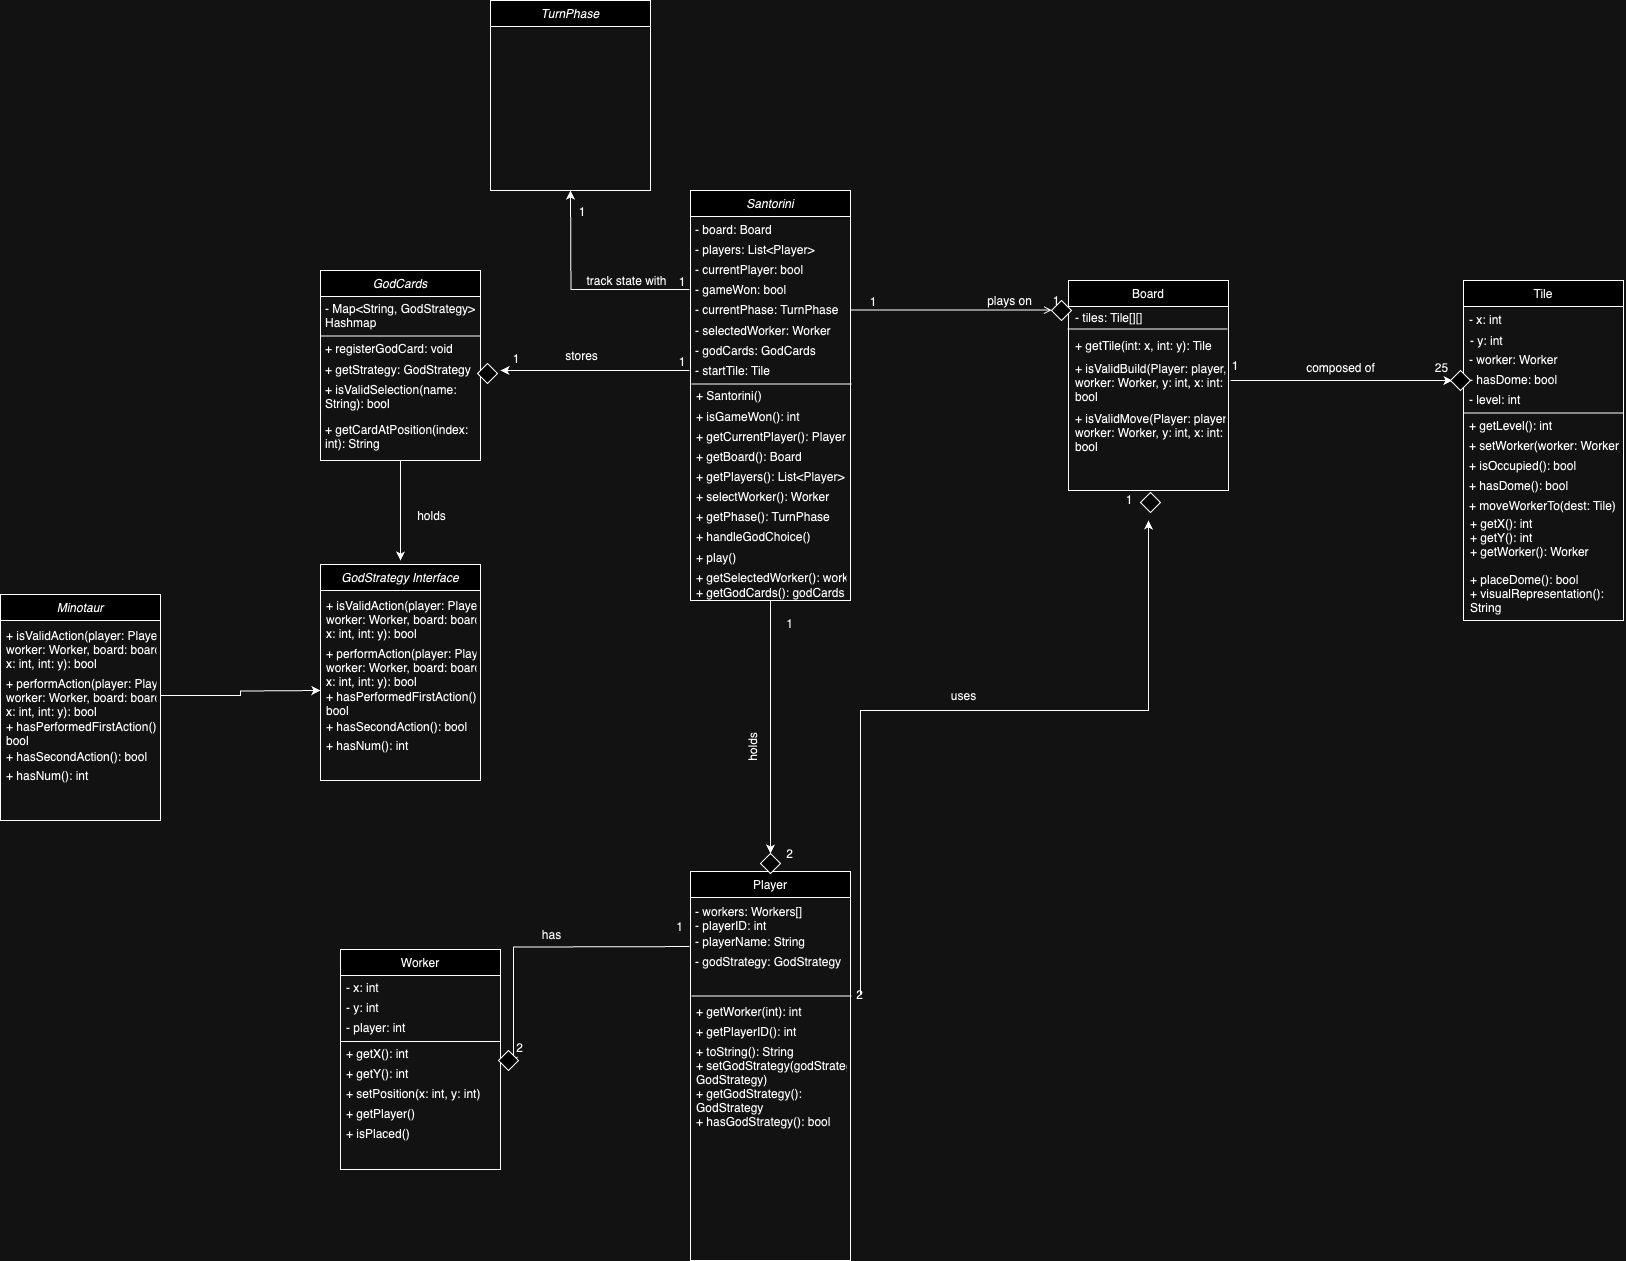 TurnPhase
1
track state with
1
Santorini
- board: Board
- players: List<Player>
- currentPlayer: bool
- gameWon: bool
- currentPhase: TurnPhase
- selectedWorker: Worker
- godCards: GodCards
- startTile: Tile
+ Santorini()
+ isGameWon(): int
+ getCurrentPlayer(): Player
+ getBoard(): Board
+ getPlayers(): List<Player>
+ selectWorker(): Worker
+ getPhase(): TurnPhase
+ handleGodChoice()
+ play()
+ getSelectedWorker(): work
+ getGodCards(): godCards
GodCards
- Map<String, GodStrategy>
Hashmap
+ registerGodCard: void
+ getStrategy: GodStrategy
+ isValidSelection(name:
String): bool
+ getCardAtPosition(index:
int): String
1
stores
1
holds
1
plays on
1
Board
- tiles: Tile[][]
+ getTile(int: x, int: y): Tile
+ isValidBuild(Player: player,
worker: Worker, y: int, x: int:
bool
+ isValidMove(Player: player
worker: Worker, y: int, x: int:
bool
1
composed of
25
Tile
- x: int
- y: int
- worker: Worker
- hasDome: bool
- level: int
+ getLevel(): int
+ setWorker(worker: Worker
+ isOccupied(): bool
+ hasDome(): bool
+ moveWorkerTo(dest: Tile)
+ getX(): int
+ getY(): int
+ getWorker(): Worker
+ placeDome(): bool
+ visualRepresentation():
String
1
uses
2
GodStrategy Interface
+ isValidAction(player: Playe
worker: Worker, board: boar
x: int, int: y): bool
+ performAction(player: Play
worker: Worker, board: boar
x: int, int: y): bool
+ hasPerformedFirstAction()
bool
+ hasSecondAction(): bool
+ hasNum(): int
Minotaur
+ isValidAction(player: Playe
worker: Worker, board: boar
x: int, int: y): bool
+ performAction(player: Play
worker: Worker, board: boar
x: int, int: y): bool
+ hasPerformedFirstAction()
bool
+ hasSecondAction(): bool
+ hasNum(): int
1
holds
2
Player
- workers: Workers[]
- playerID: int
- playerName: String
- godStrategy: GodStrategy
+ getWorker(int): int
+ getPlayerID(): int
+ toString(): String
+ setGodStrategy(godStrate
GodStrategy)
+ getGodStrategy():
GodStrategy
+ hasGodStrategy(): bool
1
has
2
Worker
- x: int
- y: int
- player: int
+ getX(): int
+ getY(): int
+ setPosition(x: int, y: int)
+ getPlayer()
+ isPlaced()